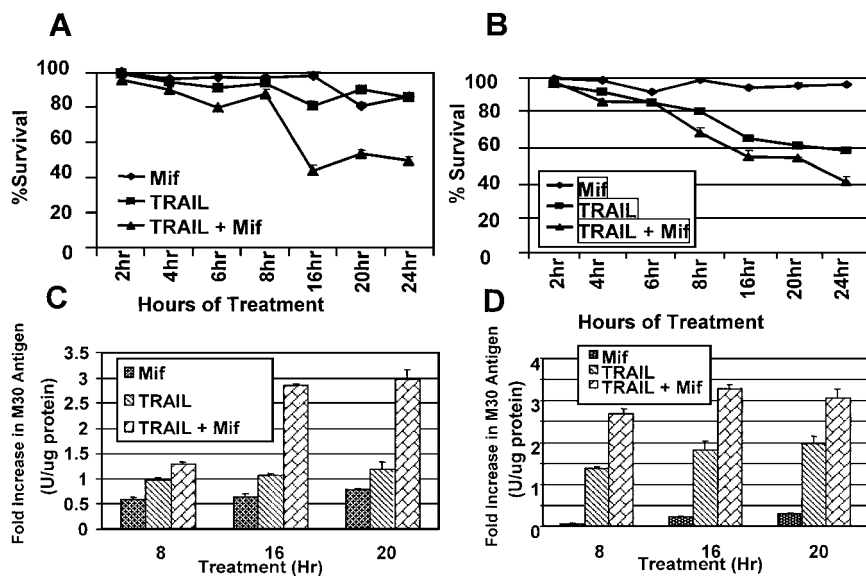 A
100
80
60
40
20
0
%Survival
Mif
TRAIL
TRAIL + Mif
2hr
4hr
6hr
8hr
16hr
20hr
24hr
Hours of Treatment
B
100
80
60
40
20
0
% Survival
Mif
TRAIL
TRAIL + Mif
2hr
4hr
6hr
8hr
16hr
20hr
24hr
Hours of Treatment
C
3.5
3
2.5
2
1.5
1
0.5
0
Fold Increase in M30 Antigen
(U/ug protein)
Mif
TRAIL
TRAIL + Mif
8
16
20
Treatment (Hr)
D
4
3
2
1
0
Fold Increase in M30 Antigen
(U/ug protein)
Mif
TRAIL
TRAIL + Mif
8
16
20
Treatment (Hr)